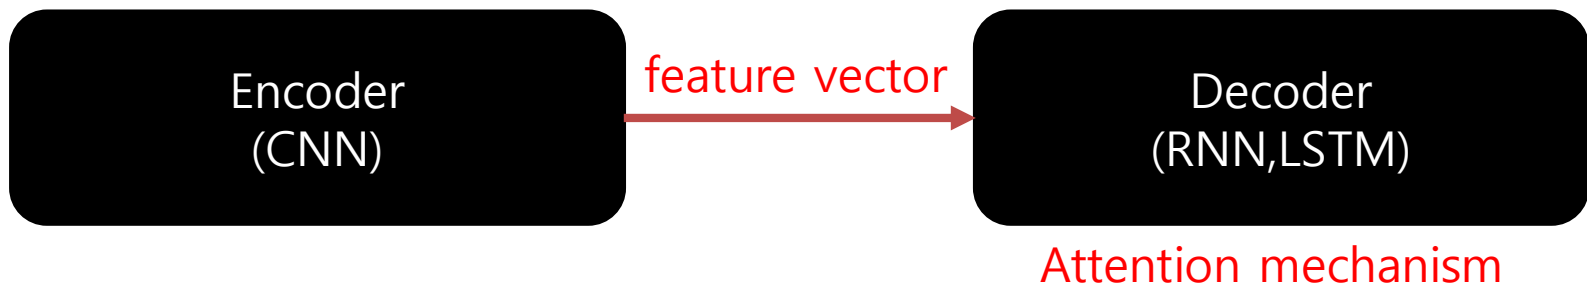 Encoder
(CNN)
feature vector
Decoder
(RNN,LSTM)
Attention mechanism